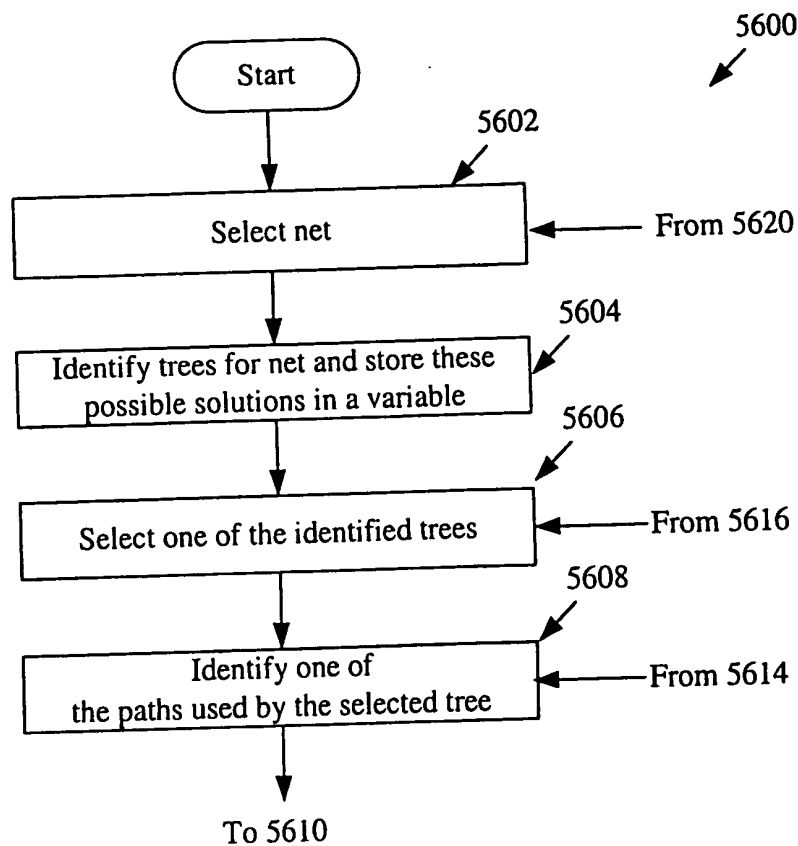 5600
Start
5602
Select net
From 5620
5604
Identify trees for net and store these
possible solutions in a variable
5606
Select one of the identified trees
From 5616
5608
Identify one of
the paths used by the selected tree
From 5614
To 5610